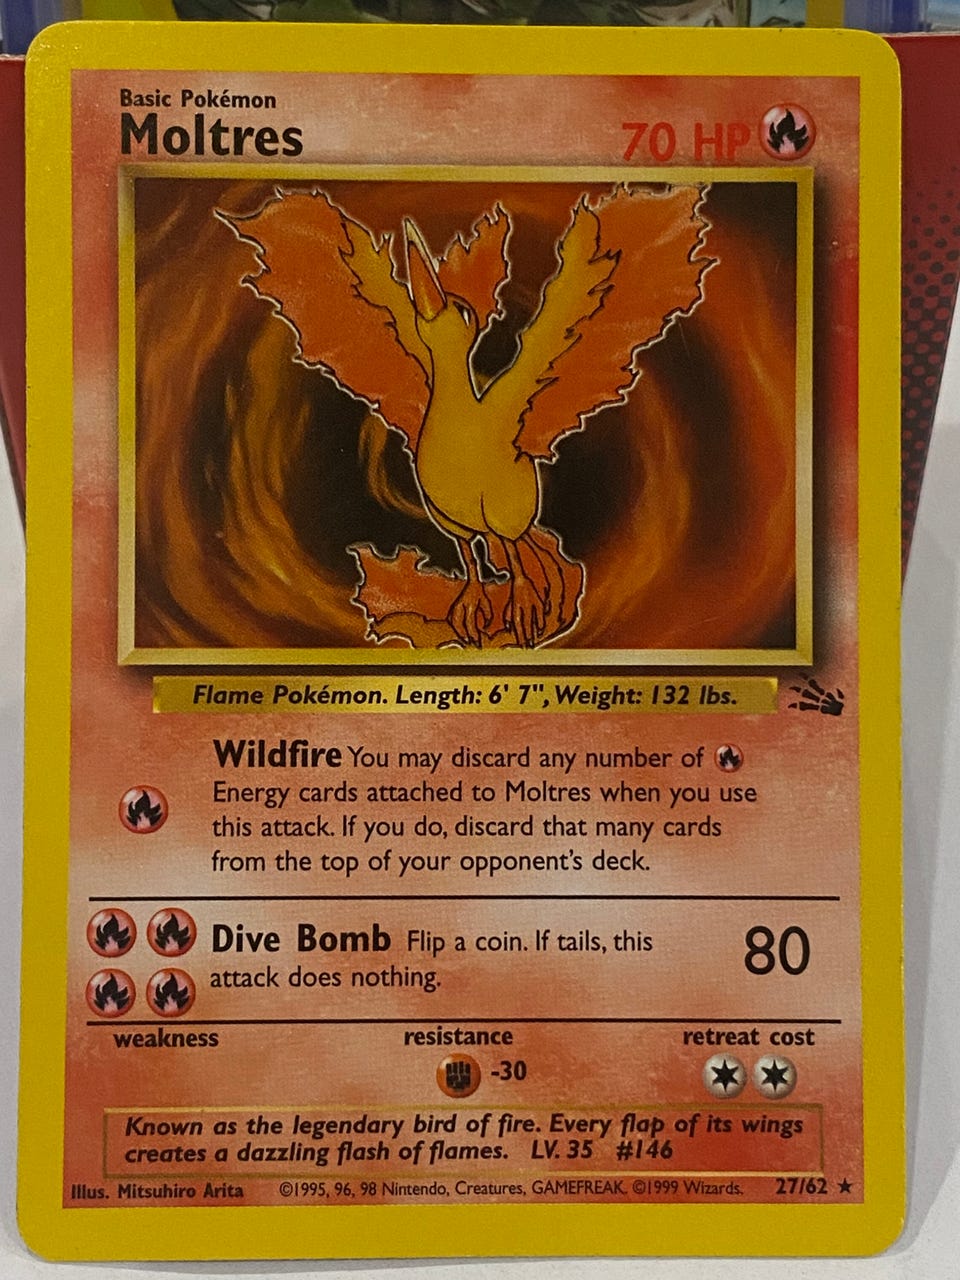 Basic Pokémon
Moltres
70 HP
Flame Pokémon. Length: 6' 7", Weight: 132 lbs.
Wildfire You may discard any number of
Energy cards attached to Moltres when you use
this attack. If you do, discard that many cards
from the top of your opponent's deck.
Dive Bomb Flip a coin. If tails, this
attack does nothing.
80
weakness resistance retreat cost
-30
Known as the legendary bird of fire. Every flap of its wings
creates a dazzling flash of flames. LV. 35 #146
Illus. Mitsuhiro Arita ©1995, 96, 98 Nintendo, Creatures, GAMEFREAK. ©1999 Wizards. 27/62 ★